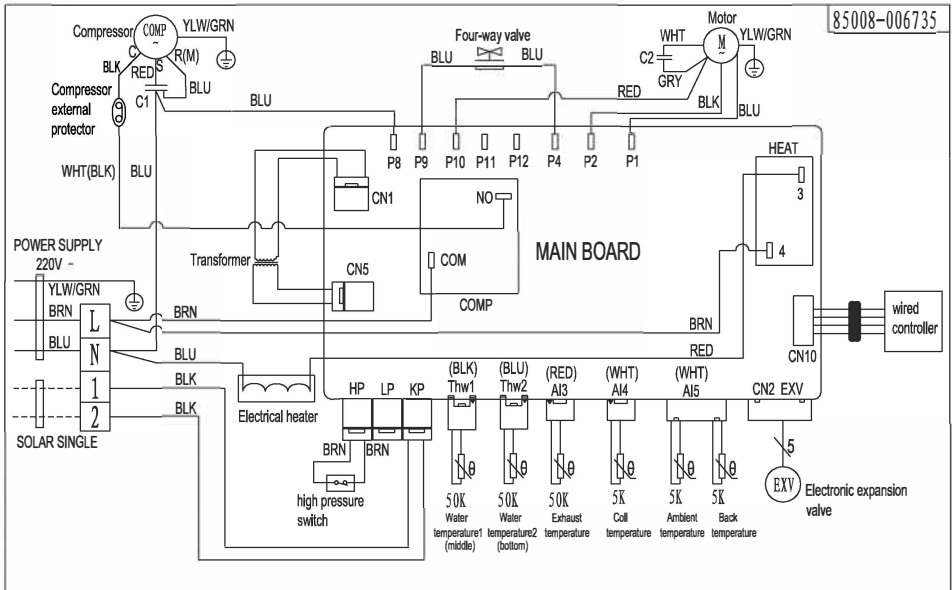 85008-006735
Compressor
COMP
~
YLW/GRN
C
S
R(M)
BLK
RED
BLU
C1
Compressor
external
protector
BLU
Four-way valve
BLU
BLU
Motor
M
~
YLW/GRN
WHT
C2
GRY
RED
BLK
BLU
P8
P9
P10
P11
P12
P4
P2
P1
WHT(BLK)
BLU
CN1
NO
COM
COMP
MAIN BOARD
HEAT
3
4
Transformer
CN5
POWER SUPPLY
220V ~
YLW/GRN
BRN
L
BRN
BRN
BLU
N
BLU
RED
1
BLK
2
BLK
SOLAR SINGLE
Electrical heater
CN10
wired
controller
HP
LP
KP
(BLK)
Thw1
(BLU)
Thw2
(RED)
AI3
(WHT)
AI4
(WHT)
AI5
CN2 EXV
BRN
BRN
high pressure
switch
θ
θ
θ
θ
θ
θ
50K
50K
50K
5K
5K
5K
Water
temperature1
(middle)
Water
temperature2
(bottom)
Exhaust
temperature
Coll
temperature
Ambient
temperature
Back
temperature
5
EXV
Electronic expansion
valve